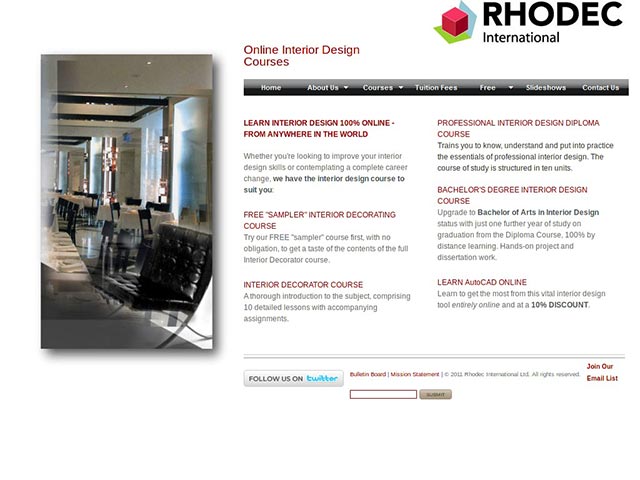 RHODEC
International
Online Interior Design
Courses
Home About Us Courses Tuition Fees Free Slideshows Contact Us
LEARN INTERIOR DESIGN 100% ONLINE -
FROM ANYWHERE IN THE WORLD
Whether you're looking to improve your interior
design skills or contemplating a complete career
change, we have the interior design course to
suit you:
FREE "SAMPLER" INTERIOR DECORATING
COURSE
Try our FREE "sampler" course first, with no
obligation, to get a taste of the contents of the full
Interior Decorator course.
INTERIOR DECORATOR COURSE
A thorough introduction to the subject, comprising
10 detailed lessons with accompanying
assignments.
PROFESSIONAL INTERIOR DESIGN DIPLOMA
COURSE
Trains you to know, understand and put into practice
the essentials of professional interior design. The
course of study is structured in ten units.
BACHELOR'S DEGREE INTERIOR DESIGN
COURSE
Upgrade to Bachelor of Arts in Interior Design
status with just one further year of study on
graduation from the Diploma Course, 100% by
distance learning. Hands-on project and
dissertation work.
LEARN AutoCAD ONLINE
Learn to get the most from this vital interior design
tool entirely online and at a 10% DISCOUNT.
FOLLOW US ON twitter
Bulletin Board | Mission Statement | © 2011 Rhodec International Ltd. All rights reserved.
Join Our
Email List
SUBMIT